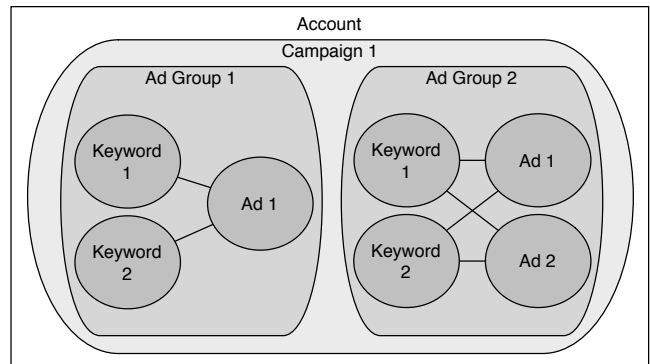 Account
Campaign 1
Ad Group 1
Keyword
1
Keyword
2
Ad 1
Ad Group 2
Keyword
1
Keyword
2
Ad 1
Ad 2